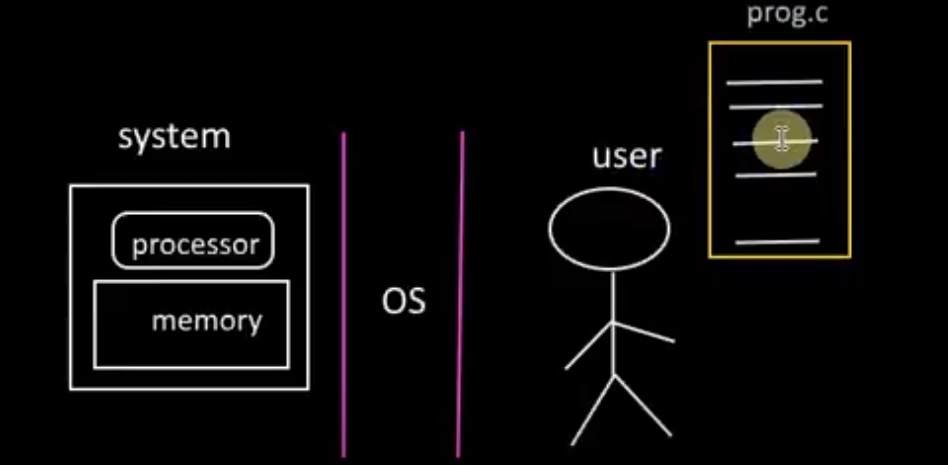 prog.c
system
user
processor
OS
memory